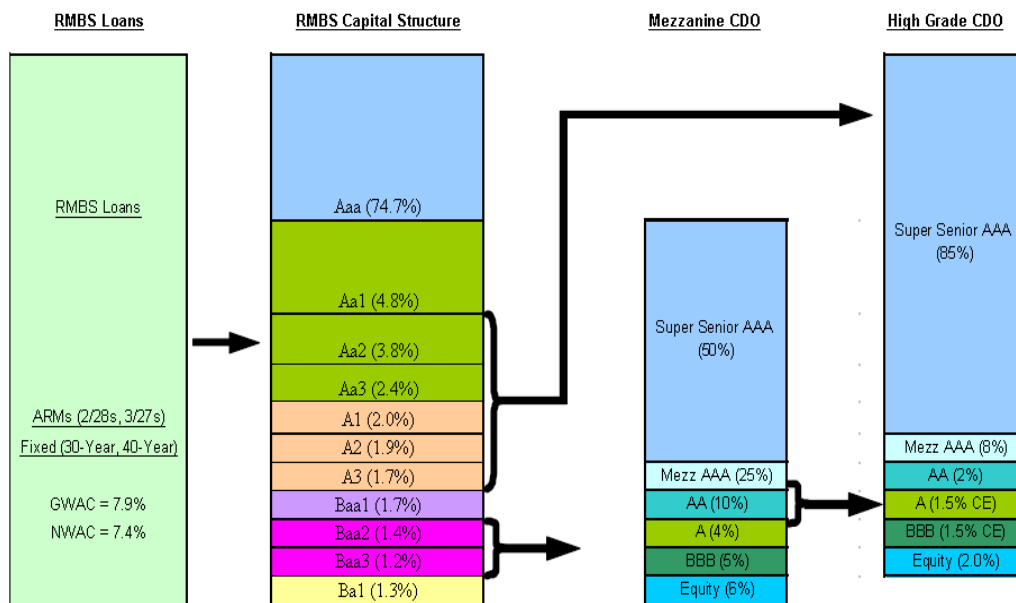 RMBS Loans
RMBS Capital Structure
Mezzanine CDO
High Grade CDO
RMBS Loans
ARMs (2/28s, 3/27s)
Fixed (30-Year, 40-Year)
GWAC = 7.9%
NWAC = 7.4%
Aaa (74.7%)
Aa1 (4.8%)
Aa2 (3.8%)
Aa3 (2.4%)
A1 (2.0%)
A2 (1.9%)
A3 (1.7%)
Baa1 (1.7%)
Baa2 (1.4%)
Baa3 (1.2%)
Ba1 (1.3%)
Super Senior AAA
(50%)
Mezz AAA (25%)
AA (10%)
A (4%)
BBB (5%)
Equity (6%)
Super Senior AAA
(85%)
Mezz AAA (8%)
AA (2%)
A (1.5% CE)
BBB (1.5% CE)
Equity (2.0%)